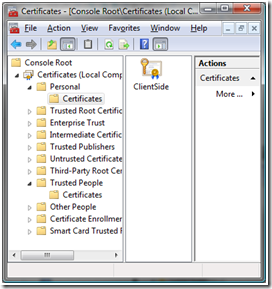 Certificates - [Console Root\Certificates (Local C...
File Action View Favorites Window Help
Console Root
Certificates (Local Comp
Personal
Certificates
Trusted Root Certific
Enterprise Trust
Intermediate Certific
Trusted Publishers
Untrusted Certificate
Third-Party Root Cer
Trusted People
Certificates
Other People
Certificate Enrollmer
Smart Card Trusted F
ClientSide
Actions
Certificates
More ...